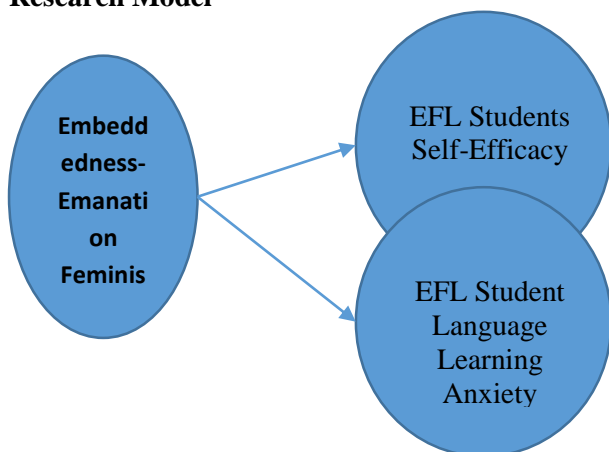 Research Model
Embedd
edness-
Emanati
on
Feminis
EFL Students
Self-Efficacy
EFL Student
Language
Learning
Anxiety